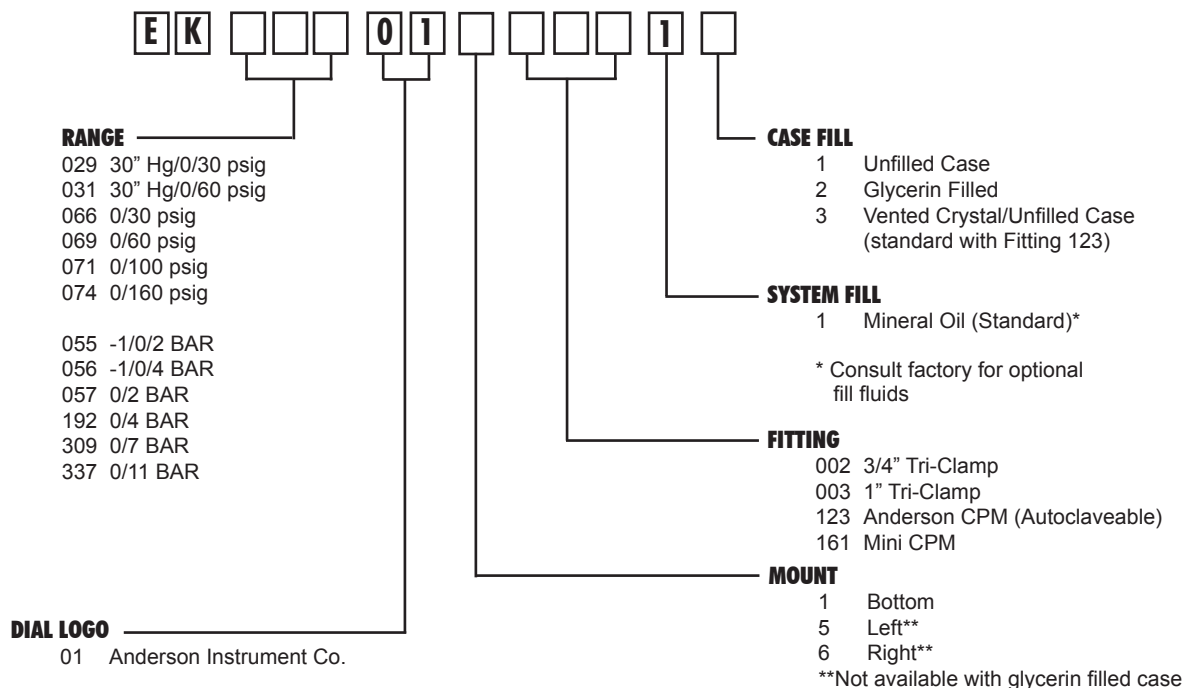 EK 01 1
RANGE
029 30” Hg/0/30 psig
031 30” Hg/0/60 psig
066 0/30 psig
069 0/60 psig
071 0/100 psig
074 0/160 psig
055 -1/0/2 BAR
056 -1/0/4 BAR
057 0/2 BAR
192 0/4 BAR
309 0/7 BAR
337 0/11 BAR
DIAL LOGO
01 Anderson Instrument Co.
CASE FILL
1 Unfilled Case
2 Glycerin Filled
3 Vented Crystal/Unfilled Case
(standard with Fitting 123)
SYSTEM FILL
1 Mineral Oil (Standard)*
* Consult factory for optional
fill fluids
FITTING
002 3/4” Tri-Clamp
003 1” Tri-Clamp
123 Anderson CPM (Autoclaveable)
161 Mini CPM
MOUNT
1 Bottom
5 Left**
6 Right**
**Not available with glycerin filled case